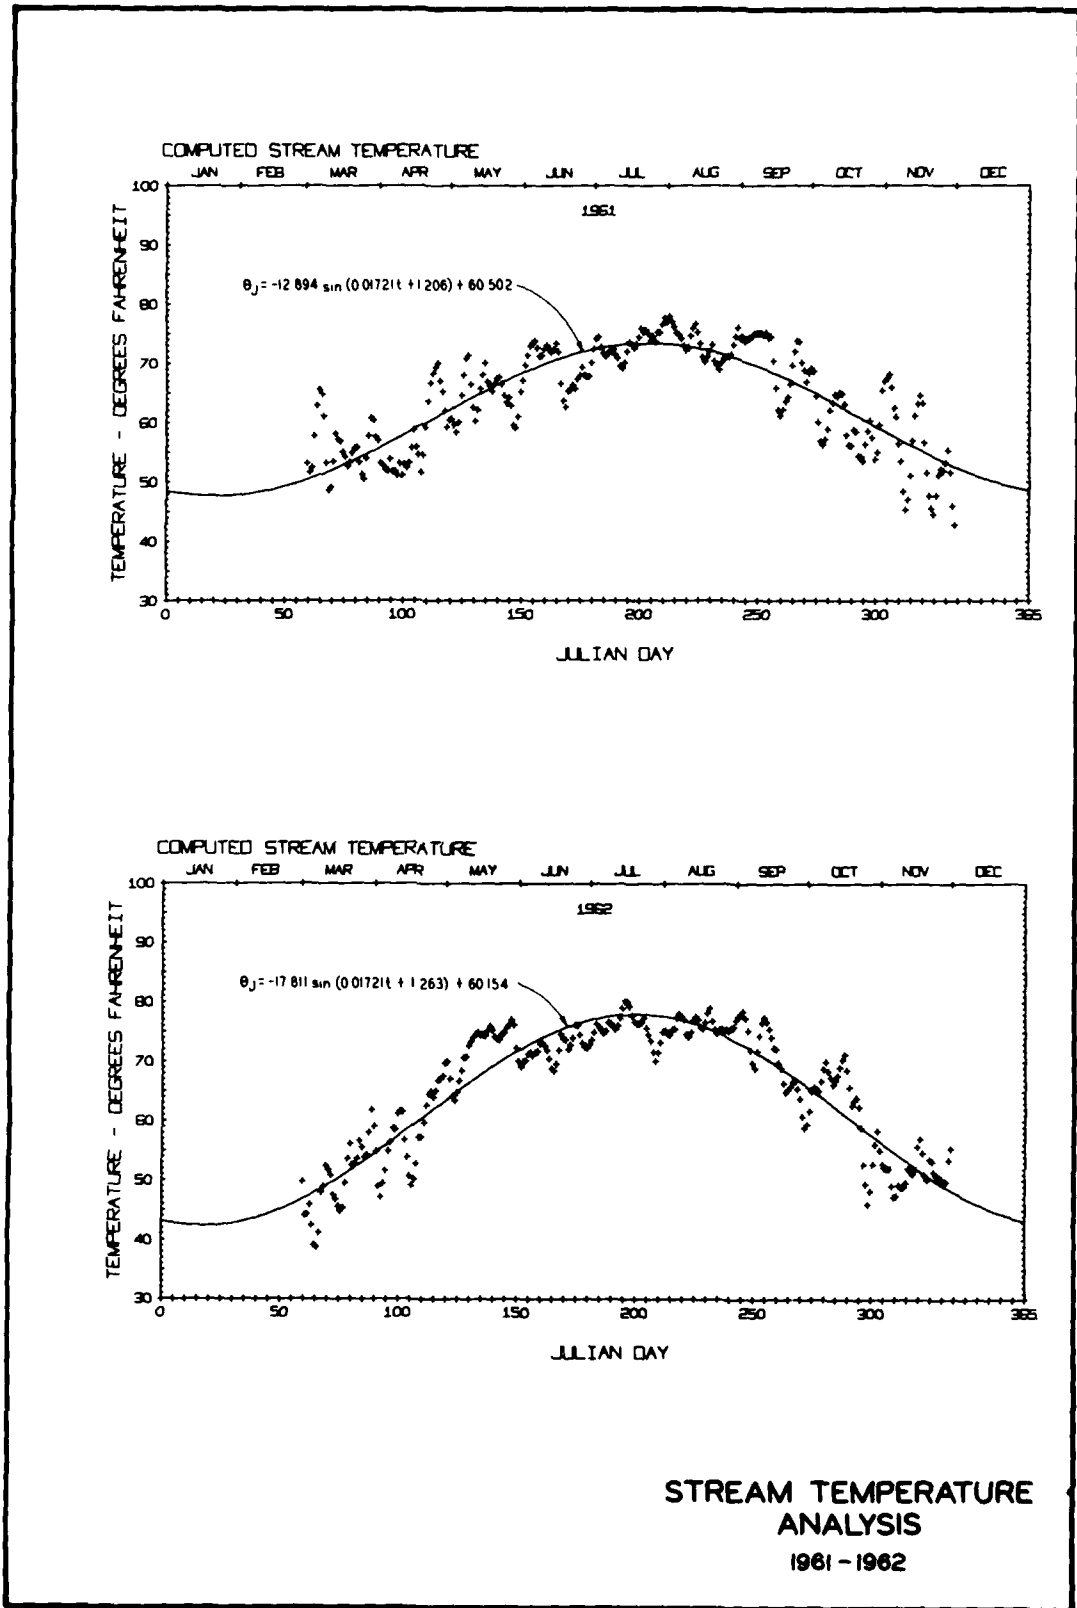 COMPUTED STREAM TEMPERATURE
JAN FEB MAR APR MAY JUN JUL AUG SEP OCT NOV DEC
1961
θJ = -12 894 sin (0 01721t + 1 206) + 60 502
TEMPERATURE - DEGREES FAHRENHEIT
100
90
80
70
60
50
40
30
0 50 100 150 200 250 300 365
JULIAN DAY
COMPUTED STREAM TEMPERATURE
JAN FEB MAR APR MAY JUN JUL AUG SEP OCT NOV DEC
1962
θJ = -17 811 sin (0 01721t + 1 263) + 60 154
TEMPERATURE - DEGREES FAHRENHEIT
100
90
80
70
60
50
40
30
0 50 100 150 200 250 300 365
JULIAN DAY
STREAM TEMPERATURE
ANALYSIS
1961 - 1962